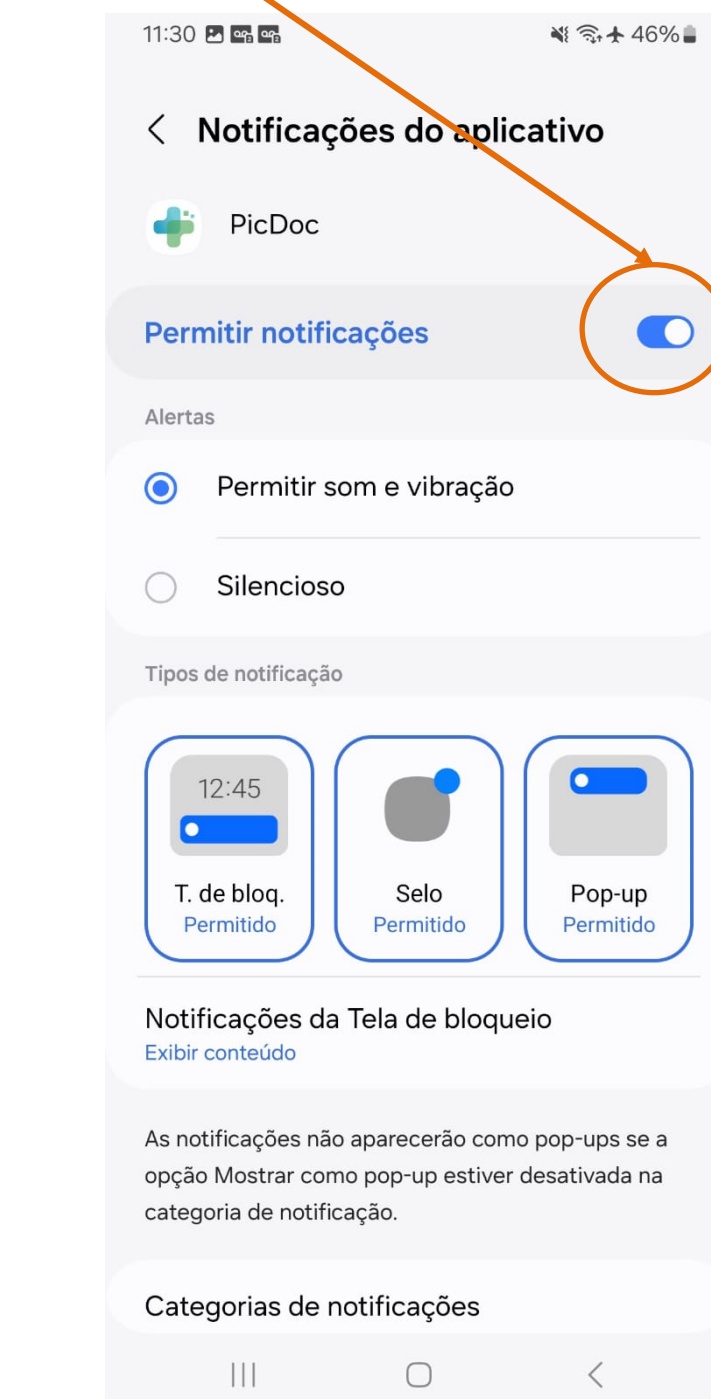 11:30 46%
Notificações do aplicativo
PicDoc
Permitir notificações
Alertas
Permitir som e vibração
Silencioso
Tipos de notificação
12:45
T. de bloq. Selo Pop-up
Permitido Permitido Permitido
Notificações da Tela de bloqueio
Exibir conteúdo
As notificações não aparecerão como pop-ups se a
opção Mostrar como pop-up estiver desativada na
categoria de notificação.
Categorias de notificações